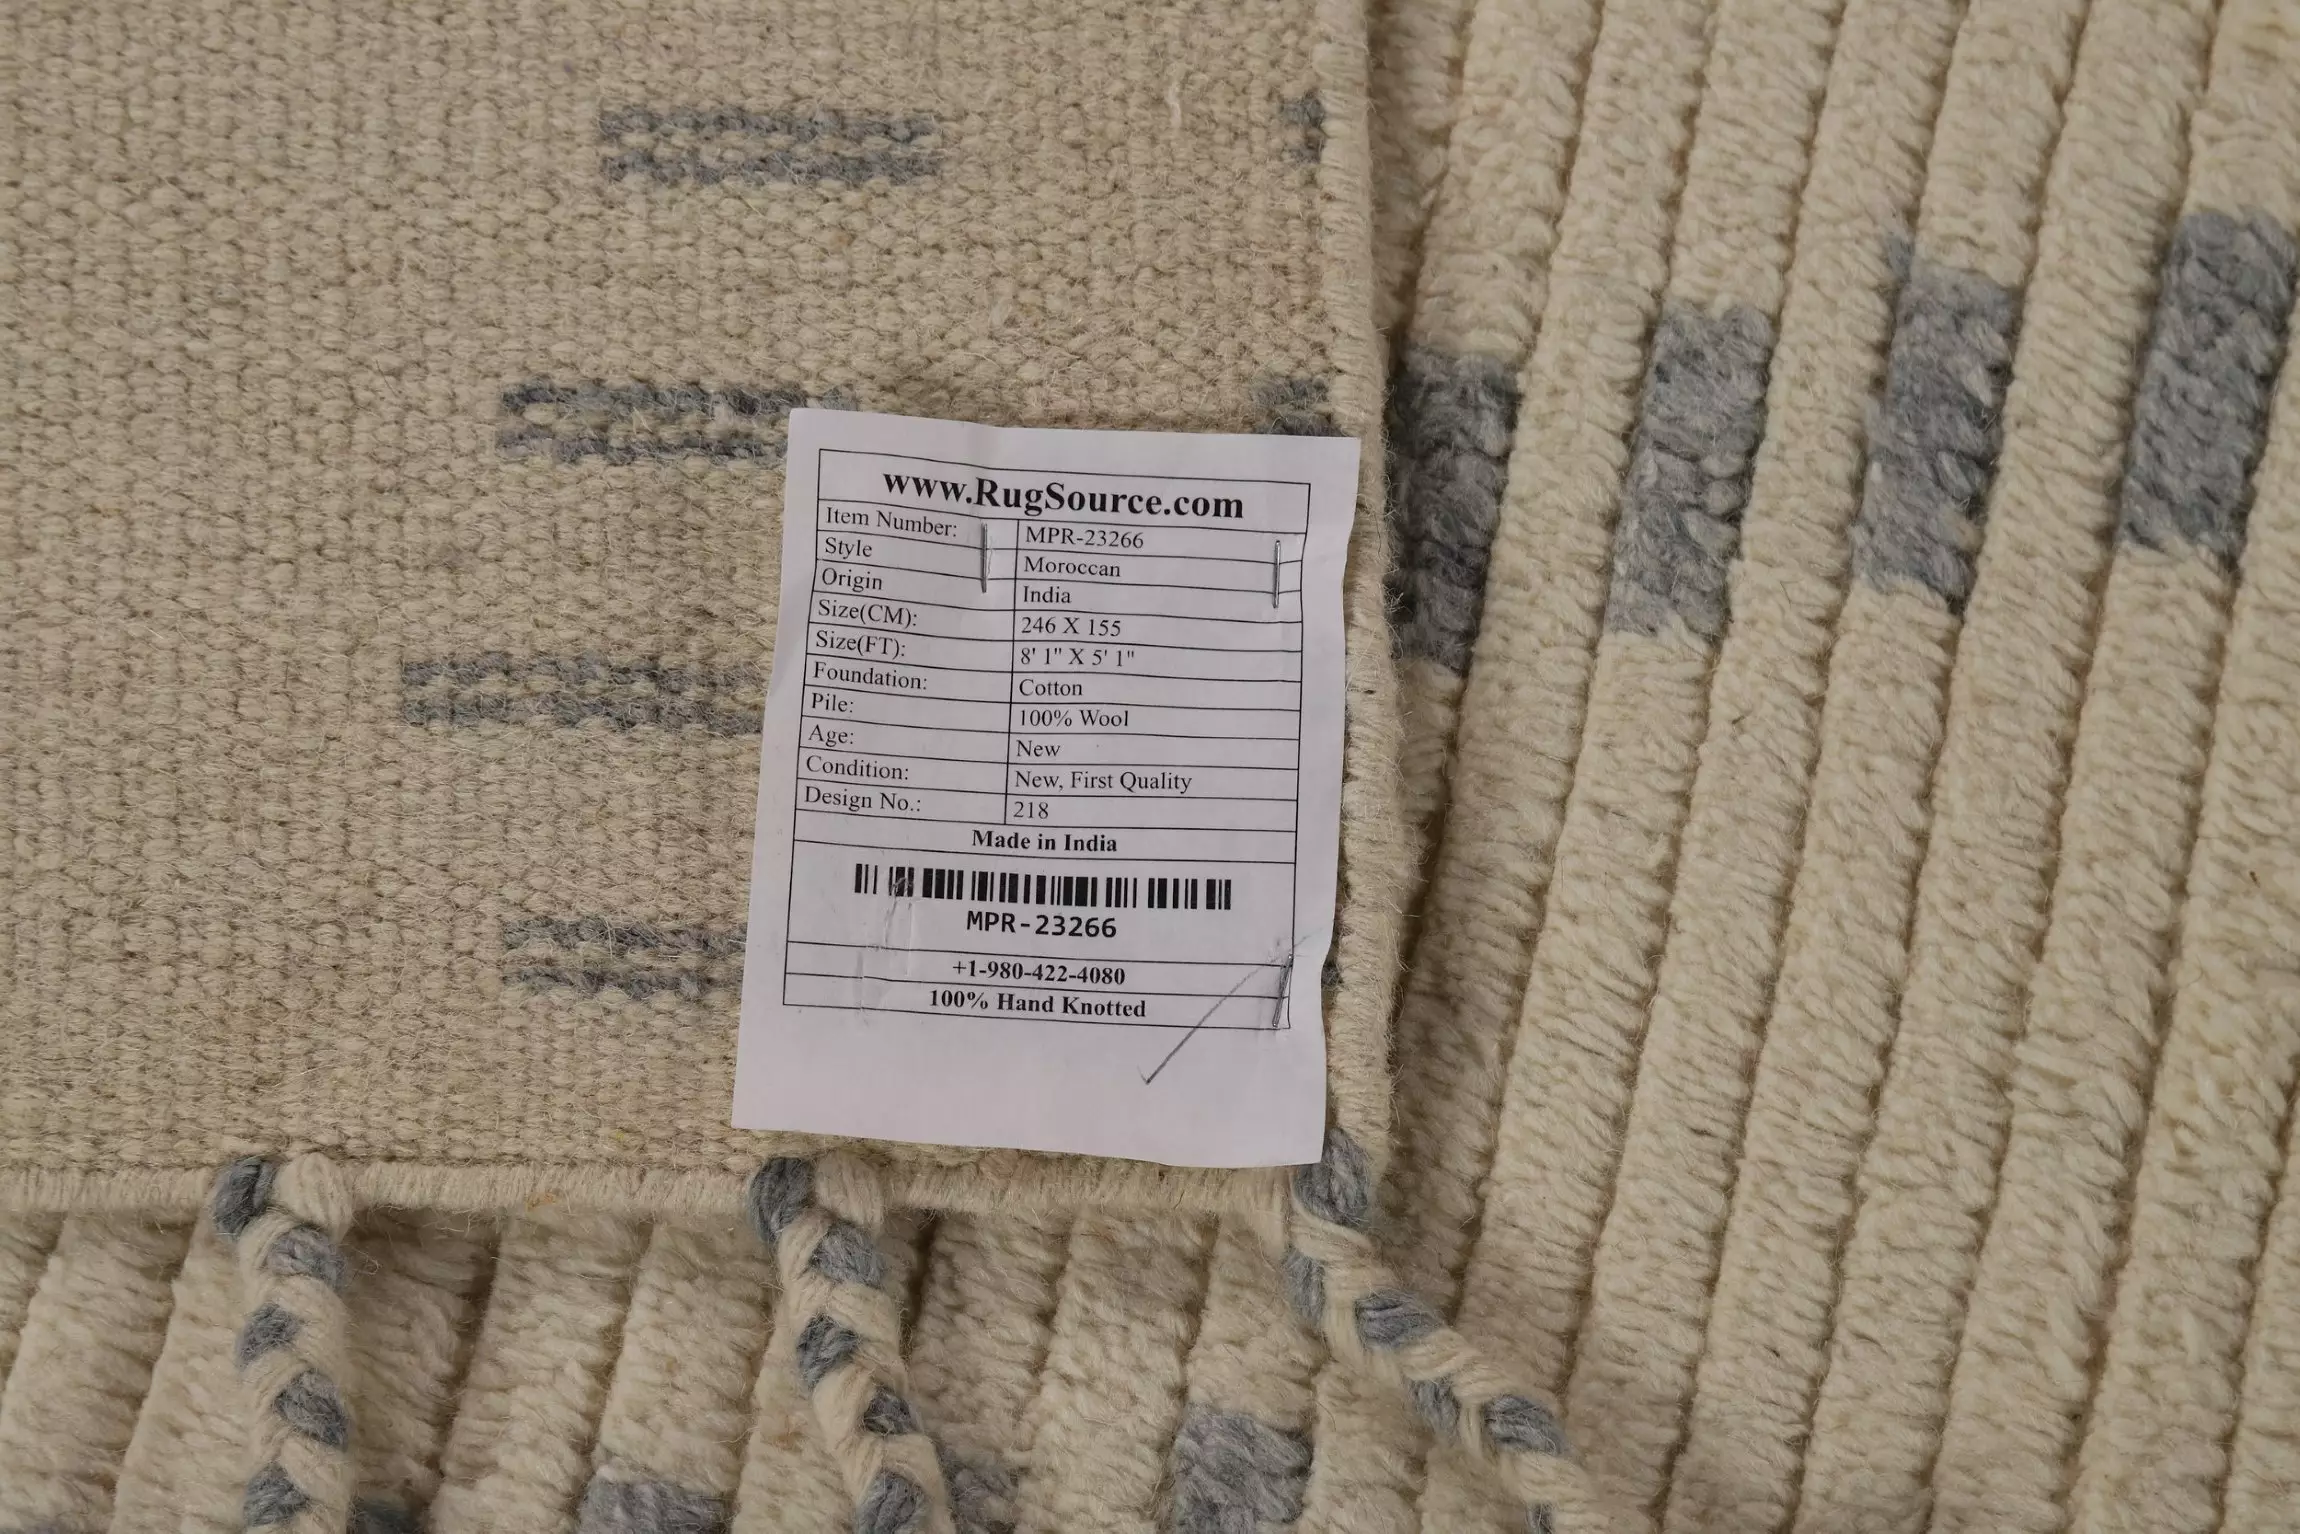 www.RugSource.com
Item Number: MPR-23266
Style Moroccan
Origin India
Size(CM): 246 X 155
Size(FT): 8' 1" X 5' 1"
Foundation: Cotton
Pile: 100% Wool
Age: New
Condition: New, First Quality
Design No.: 218
Made in India
MPR-23266
+1-980-422-4080
100% Hand Knotted